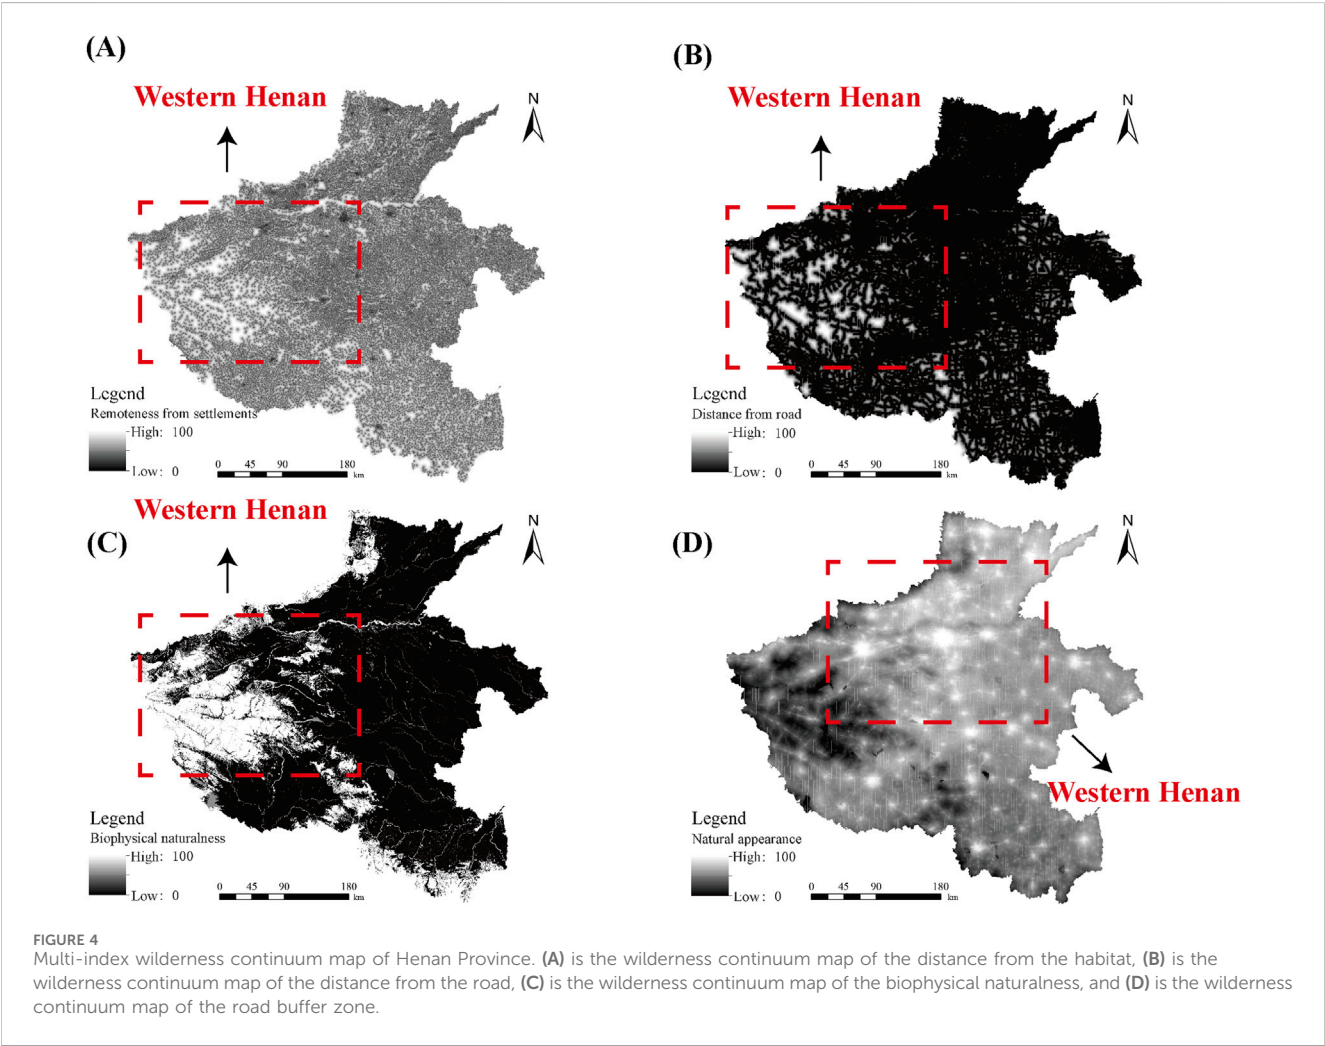 (A)
Western Henan
N
Legend
Remoteness from settlements
High: 100
Low: 0
0 45 90 180
km
(B)
Western Henan
N
Legend
Distance from road
High: 100
Low: 0
0 45 90 180
km
Western Henan
(C)
N
Legend
Biophysical naturalness
High: 100
Low: 0
0 45 90 180
km
(D)
N
Western Henan
Legend
Natural appearance
High: 100
Low: 0
0 45 90 180
km
FIGURE 4
Multi-index wilderness continuum map of Henan Province. (A) is the wilderness continuum map of the distance from the habitat, (B) is the
wilderness continuum map of the distance from the road, (C) is the wilderness continuum map of the biophysical naturalness, and (D) is the wilderness
continuum map of the road buffer zone.